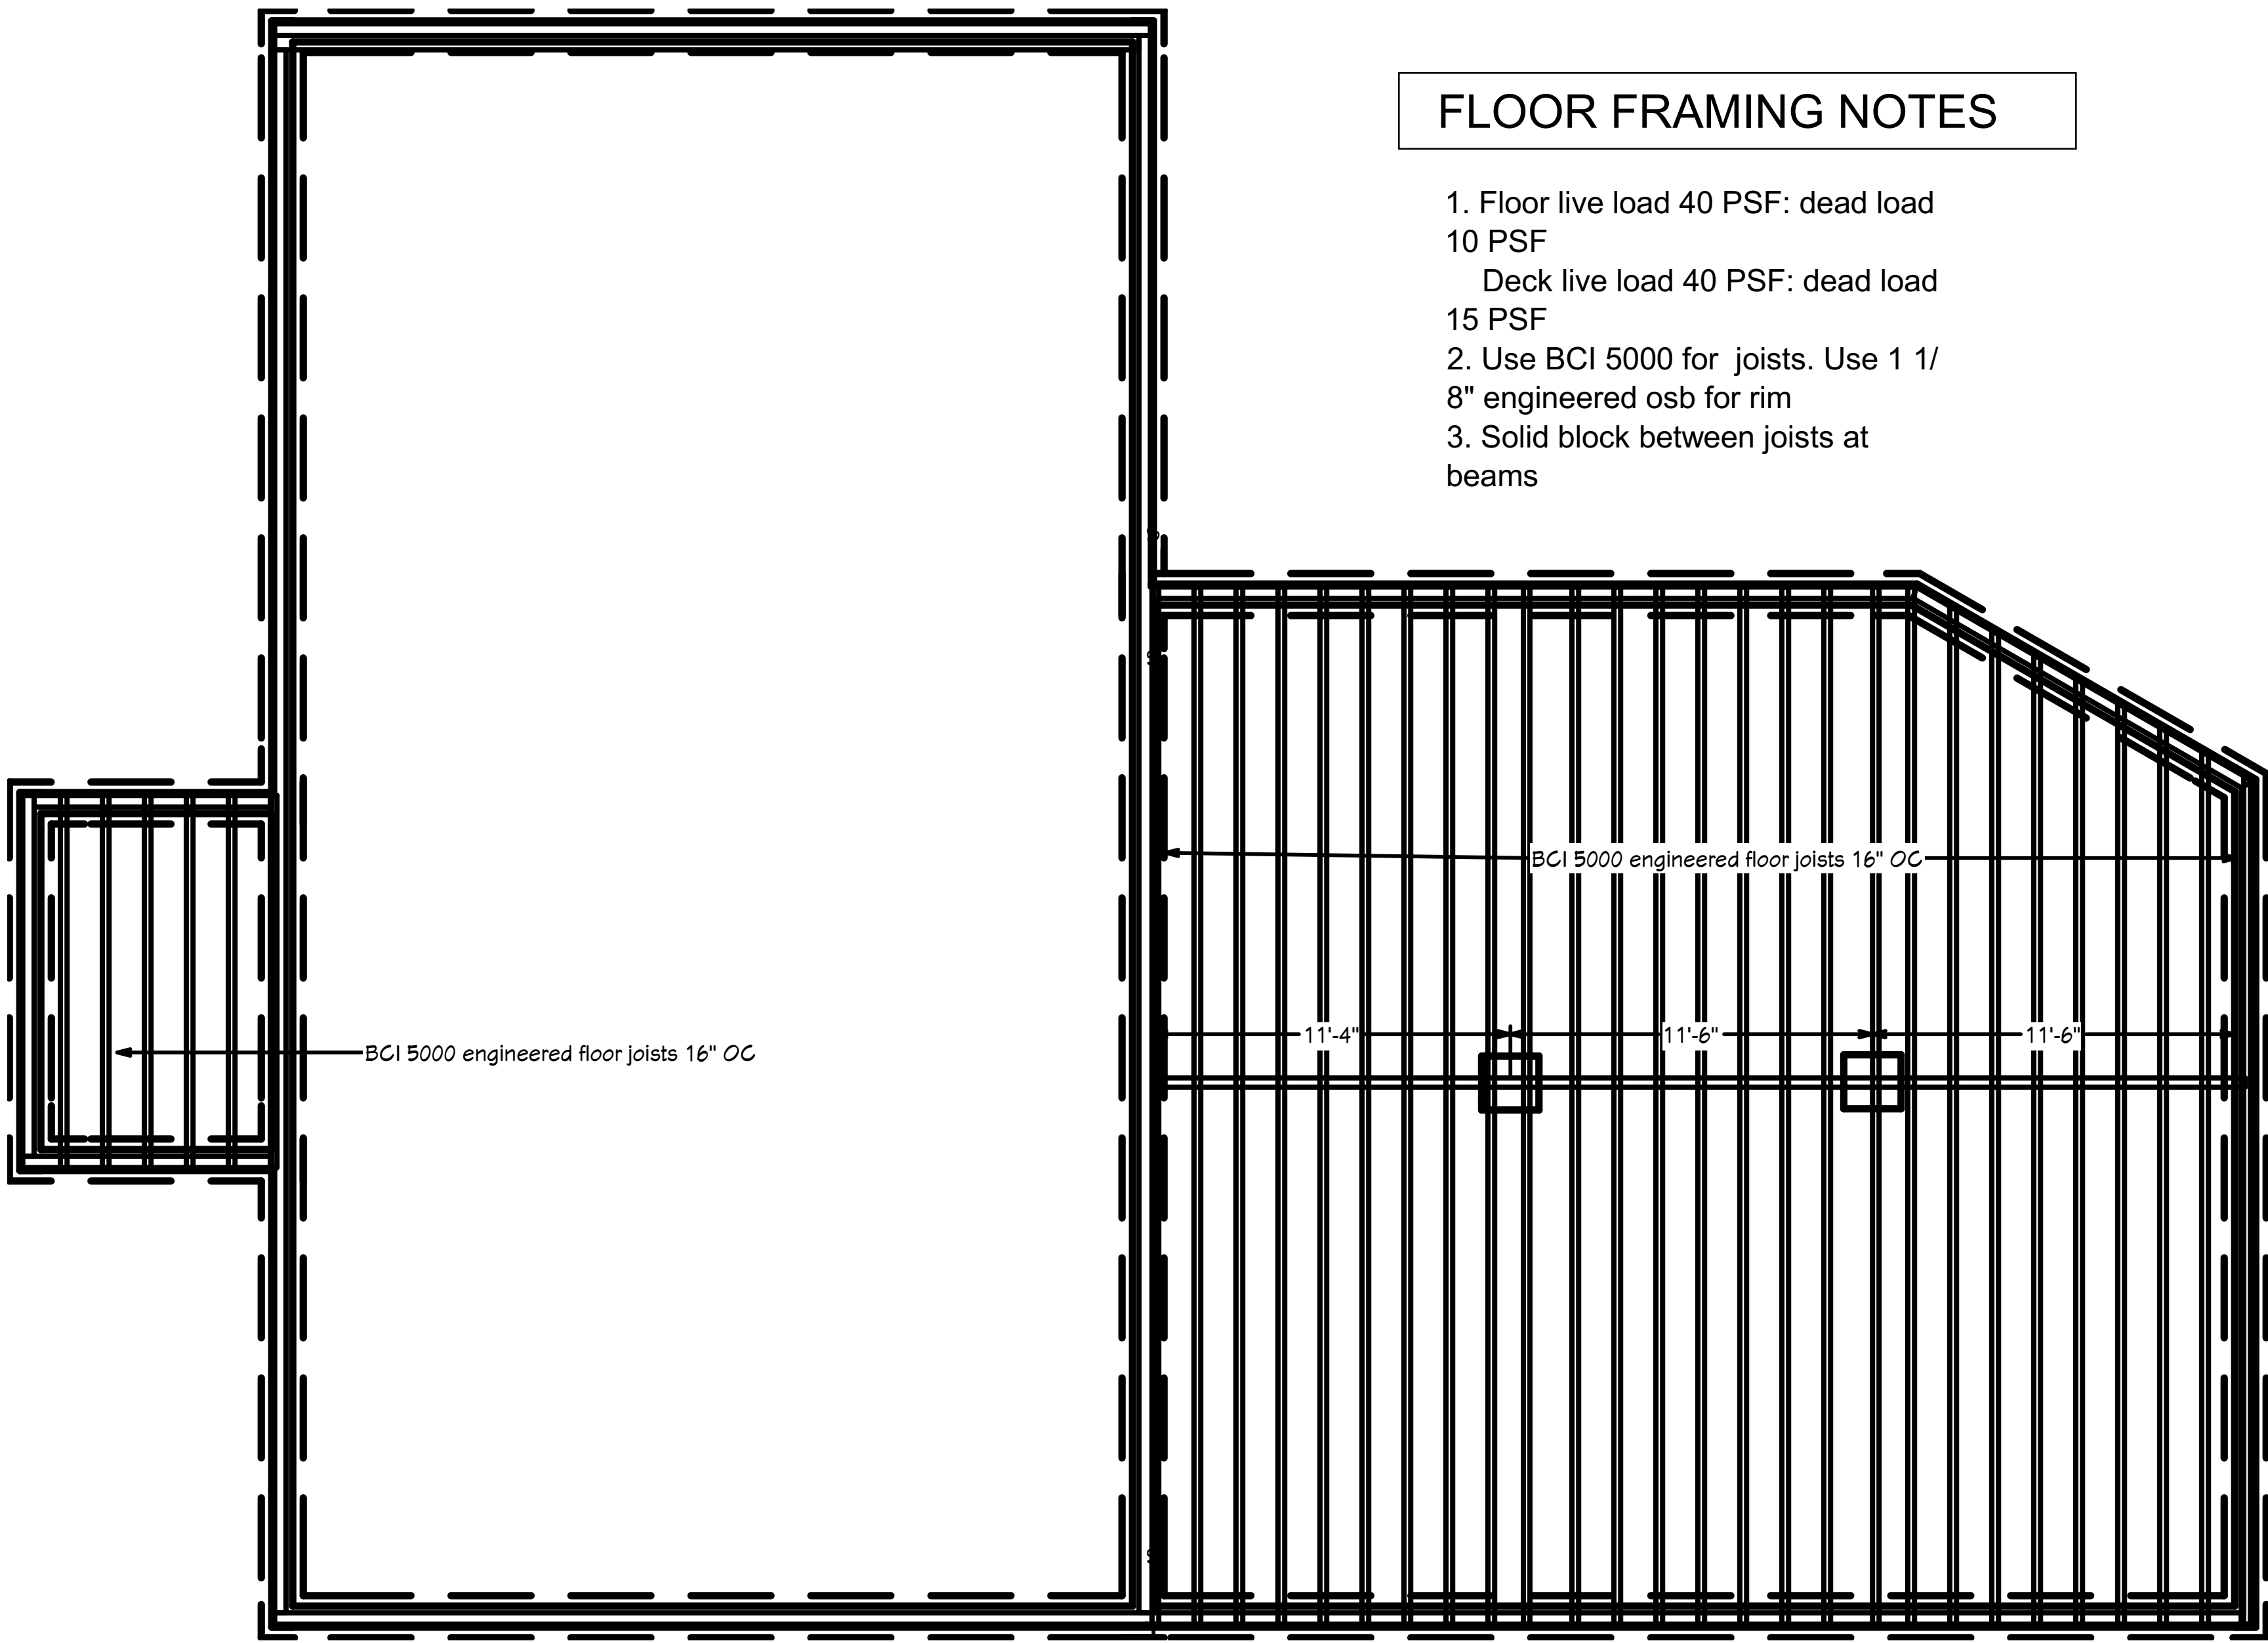 FLOOR FRAMING NOTES
1. Floor live load 40 PSF: dead load
10 PSF
Deck live load 40 PSF: dead load
15 PSF
2. Use BCI 5000 for joists. Use 1 1/
8" engineered osb for rim
3. Solid block between joists at
beams
BCI 5000 engineered floor joists 16" OC
11'-4"
11'-6"
11'-6"
BCI 5000 engineered floor joists 16" OC